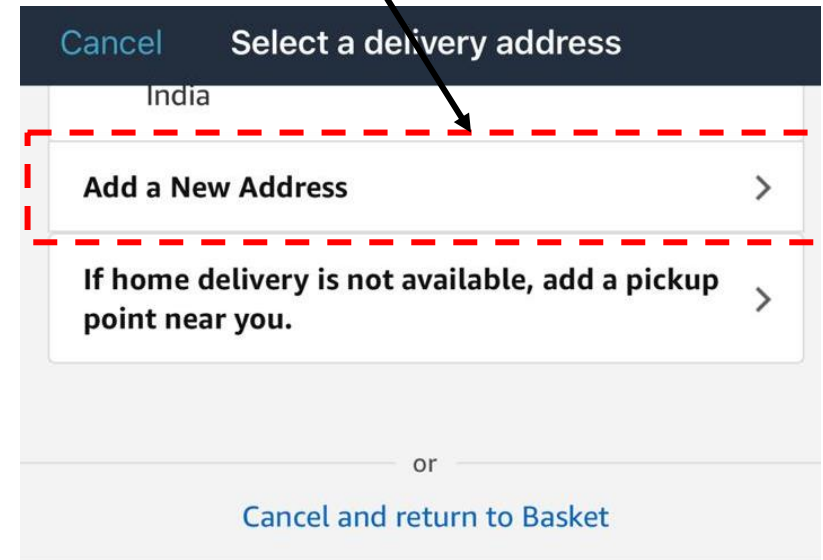 Cancel Select a delivery address
India
Add a New Address
If home delivery is not available, add a pickup
point near you.
or
Cancel and return to Basket